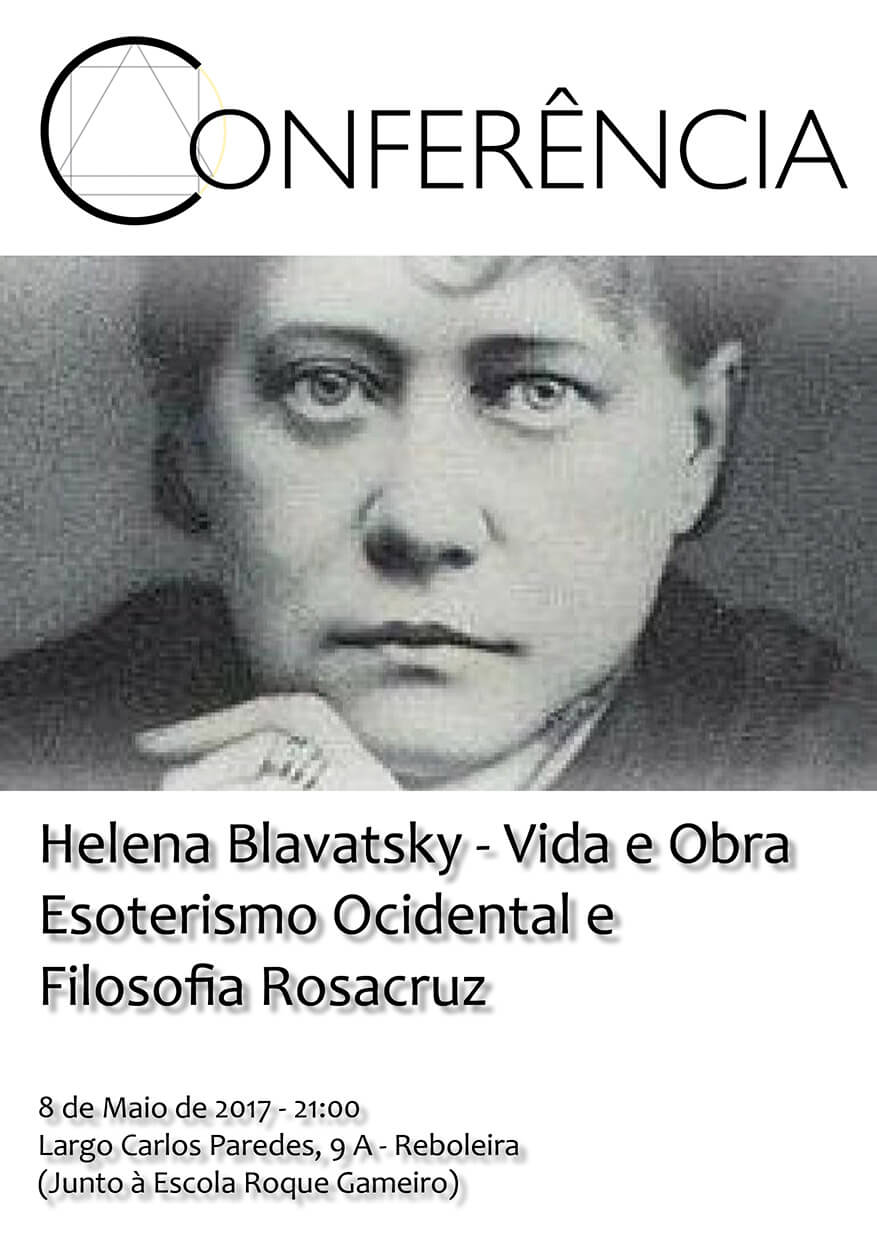 CONFERÊNCIA
Helena Blavatsky - Vida e Obra
Esoterismo Ocidental e
Filosofia Rosacruz
8 de Maio de 2017 - 21:00
Largo Carlos Paredes, 9 A - Reboleira
(Junto à Escola Roque Gameiro)